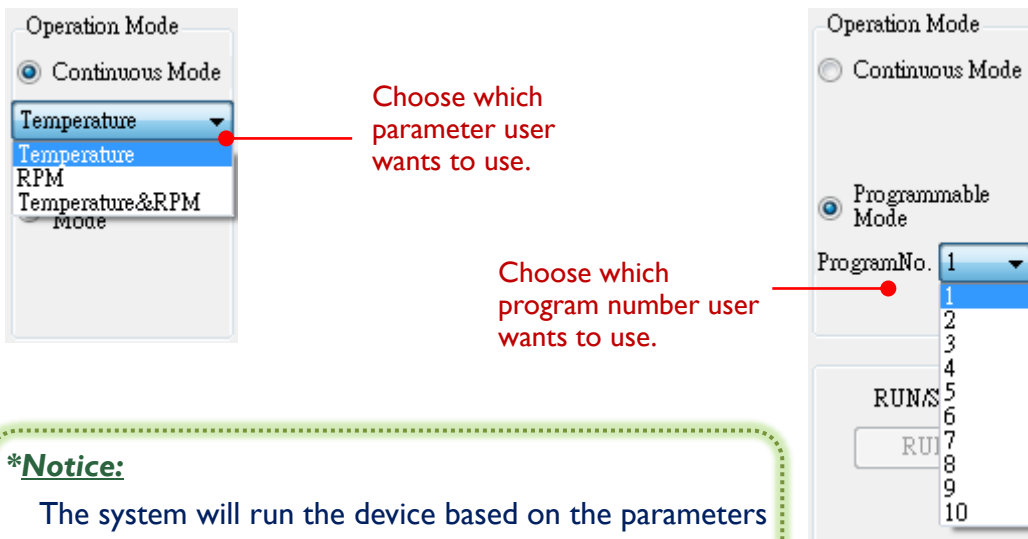 Operation Mode
Continuous Mode
Temperature
Temperature
RPM
Temperature&RPM
Mode
Choose which
parameter user
wants to use.
Operation Mode
Continuous Mode
Programmable
Mode
ProgramNo. 1
1
2
3
4
5
6
7
8
9
10
Choose which
program number user
wants to use.
RUN/S
RU
*Notice:
The system will run the device based on the parameters